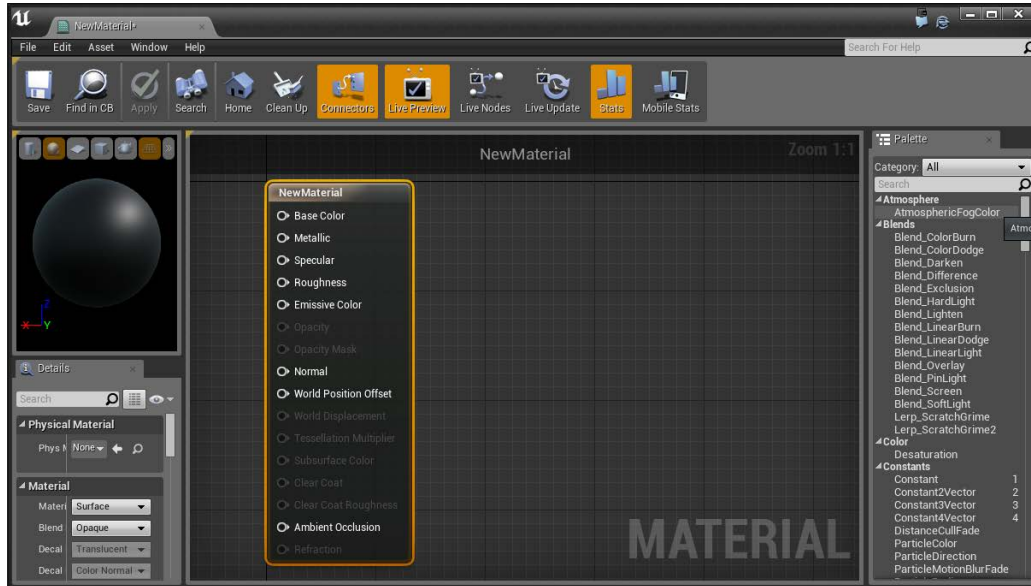 NewMaterial*
File Edit Asset Window Help
Search For Help
Save Find in CB Apply Search Home Clean Up Connectors Live Preview Live Nodes Live Update Stats Mobile Stats
NewMaterial
Zoom 1:1
X Y Z
Details
Search
Physical Material
Phys M None
Material
Materi Surface
Blend Opaque
Decal Translucent
Decal Color Normal
NewMaterial
Base Color
Metallic
Specular
Roughness
Emissive Color
Opacity
Opacity Mask
Normal
World Position Offset
World Displacement
Tessellation Multiplier
Subsurface Color
Clear Coat
Clear Coat Roughness
Ambient Occlusion
Refraction
MATERIAL
Palette
Category: All
Search
Atmosphere
AtmosphericFogColor
Atmo
Blends
Blend_ColorBurn
Blend_ColorDodge
Blend_Darken
Blend_Difference
Blend_Exclusion
Blend_HardLight
Blend_Lighten
Blend_LinearBurn
Blend_LinearDodge
Blend_LinearLight
Blend_Overlay
Blend_PinLight
Blend_Screen
Blend_SoftLight
Lerp_ScratchGrime
Lerp_ScratchGrime2
Color
Desaturation
Constants
Constant 1
Constant2Vector 2
Constant3Vector 3
Constant4Vector 4
DistanceCullFade
ParticleColor
ParticleDirection
ParticleMotionBlurFade